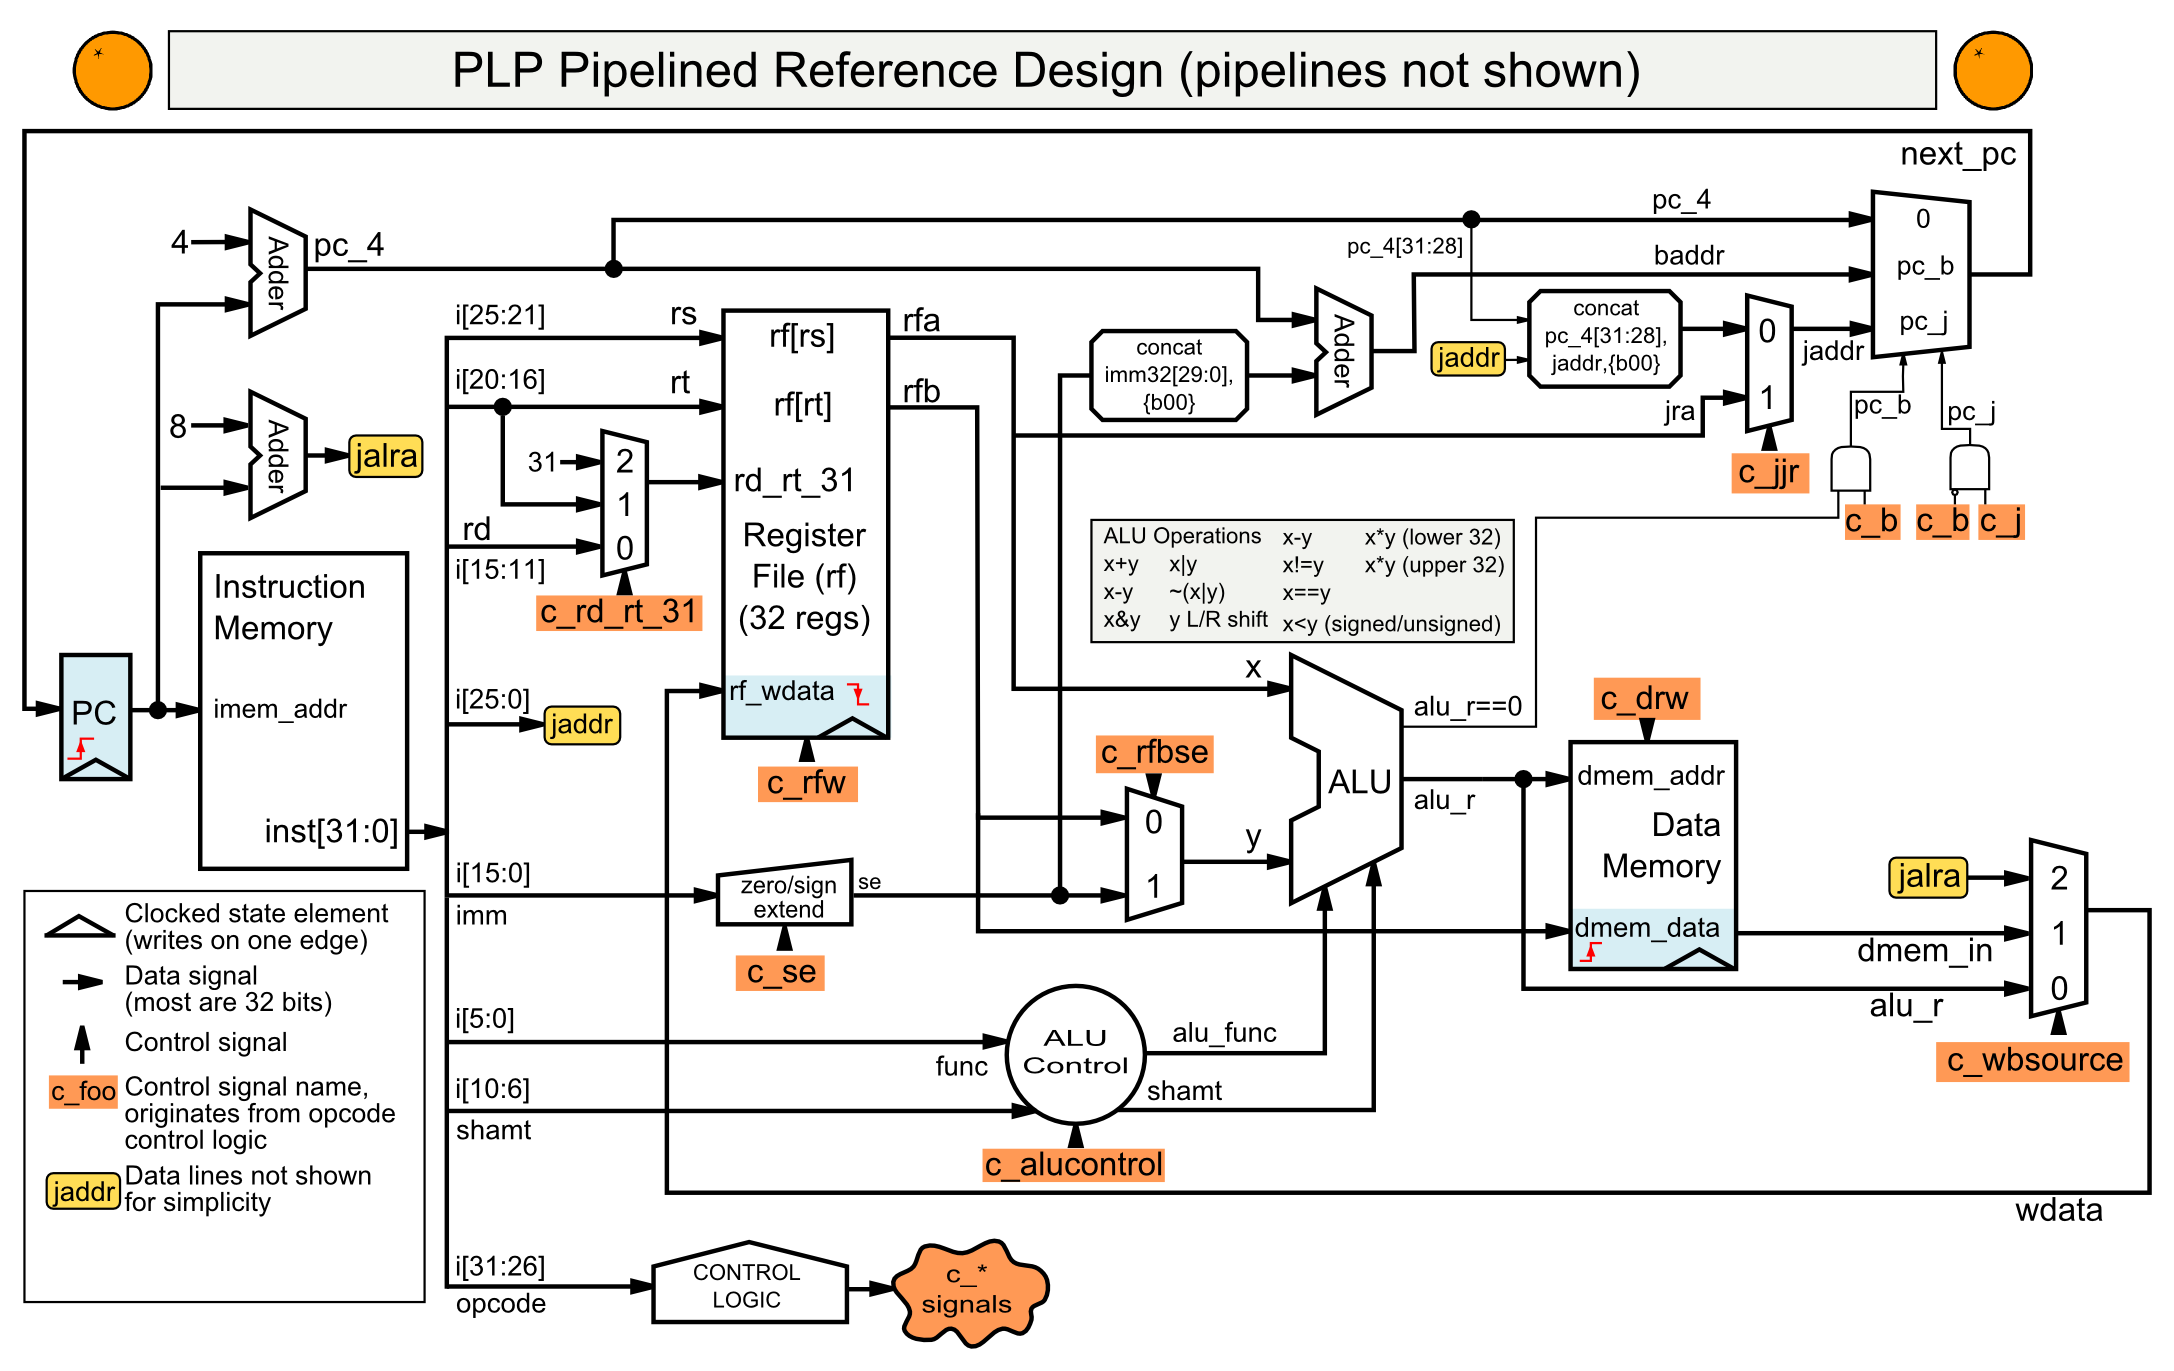 PLP Pipelined Reference Design (pipelines not shown)
next_pc
pc_4
0
4
Adder
pc_4
pc_4[31:28]
baddr
pc_b
i[25:21]
rs
rf[rs]
rfa
concat
imm32[29:0],
{b00}
Adder
jaddr
concat
pc_4[31:28],
jaddr,{b00}
0
1
jaddr
pc_j
i[20:16]
rt
rf[rt]
rfb
jra
c_jjr
pc_b
pc_j
8
Adder
jalra
31
2
1
0
rd
i[15:11]
c_rd_rt_31
rd_rt_31
Register
File (rf)
(32 regs)
rf_wdata
c_rfw
c_b
c_b
c_j
ALU Operations
x+y
x-y
x&y
x|y
~(x|y)
y L/R shift
x-y
x!=y
x==y
x<y (signed/unsigned)
x*y (lower 32)
x*y (upper 32)
Instruction
Memory
imem_addr
inst[31:0]
PC
i[25:0]
jaddr
x
y
ALU
alu_r==0
alu_r
c_rfbse
0
1
c_drw
dmem_addr
Data
Memory
dmem_data
jalra
2
1
0
dmem_in
alu_r
c_wbsource
i[15:0]
imm
zero/sign
extend
se
c_se
i[5:0]
func
ALU
Control
alu_func
i[10:6]
shamt
shamt
c_alucontrol
wdata
i[31:26]
opcode
CONTROL
LOGIC
c_*
signals
Clocked state element
(writes on one edge)
Data signal
(most are 32 bits)
Control signal
c_foo
Control signal name,
originates from opcode
control logic
jaddr
Data lines not shown
for simplicity